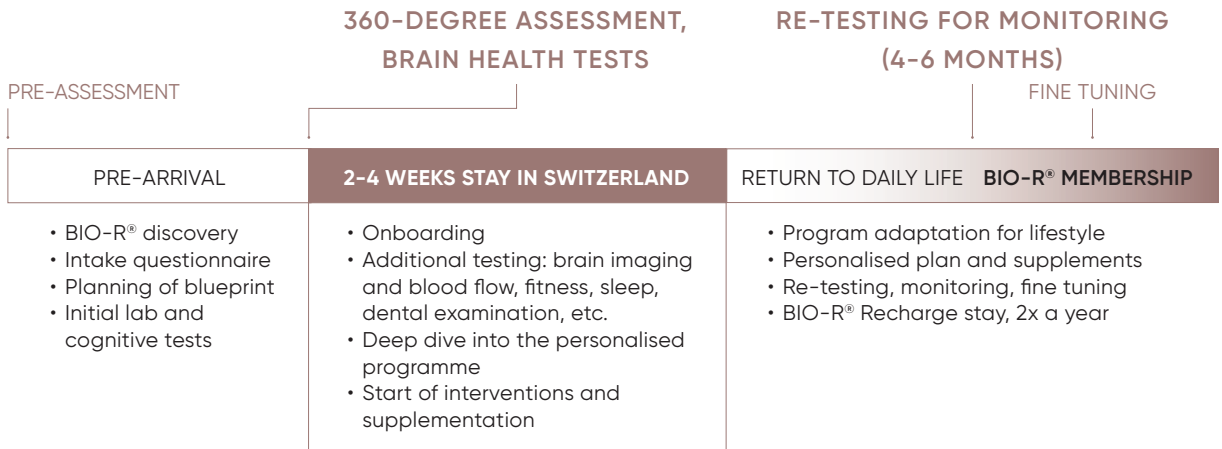 360-DEGREE ASSESSMENT,
BRAIN HEALTH TESTS
RE-TESTING FOR MONITORING
(4-6 MONTHS)
PRE-ASSESSMENT
FINE TUNING
PRE-ARRIVAL
2-4 WEEKS STAY IN SWITZERLAND
RETURN TO DAILY LIFE BIO-R® MEMBERSHIP
• BIO-R® discovery
• Intake questionnaire
• Planning of blueprint
• Initial lab and
cognitive tests
• Onboarding
• Additional testing: brain imaging
and blood flow, fitness, sleep,
dental examination, etc.
• Deep dive into the personalised
programme
• Start of interventions and
supplementation
• Program adaptation for lifestyle
• Personalised plan and supplements
• Re-testing, monitoring, fine tuning
• BIO-R® Recharge stay, 2x a year